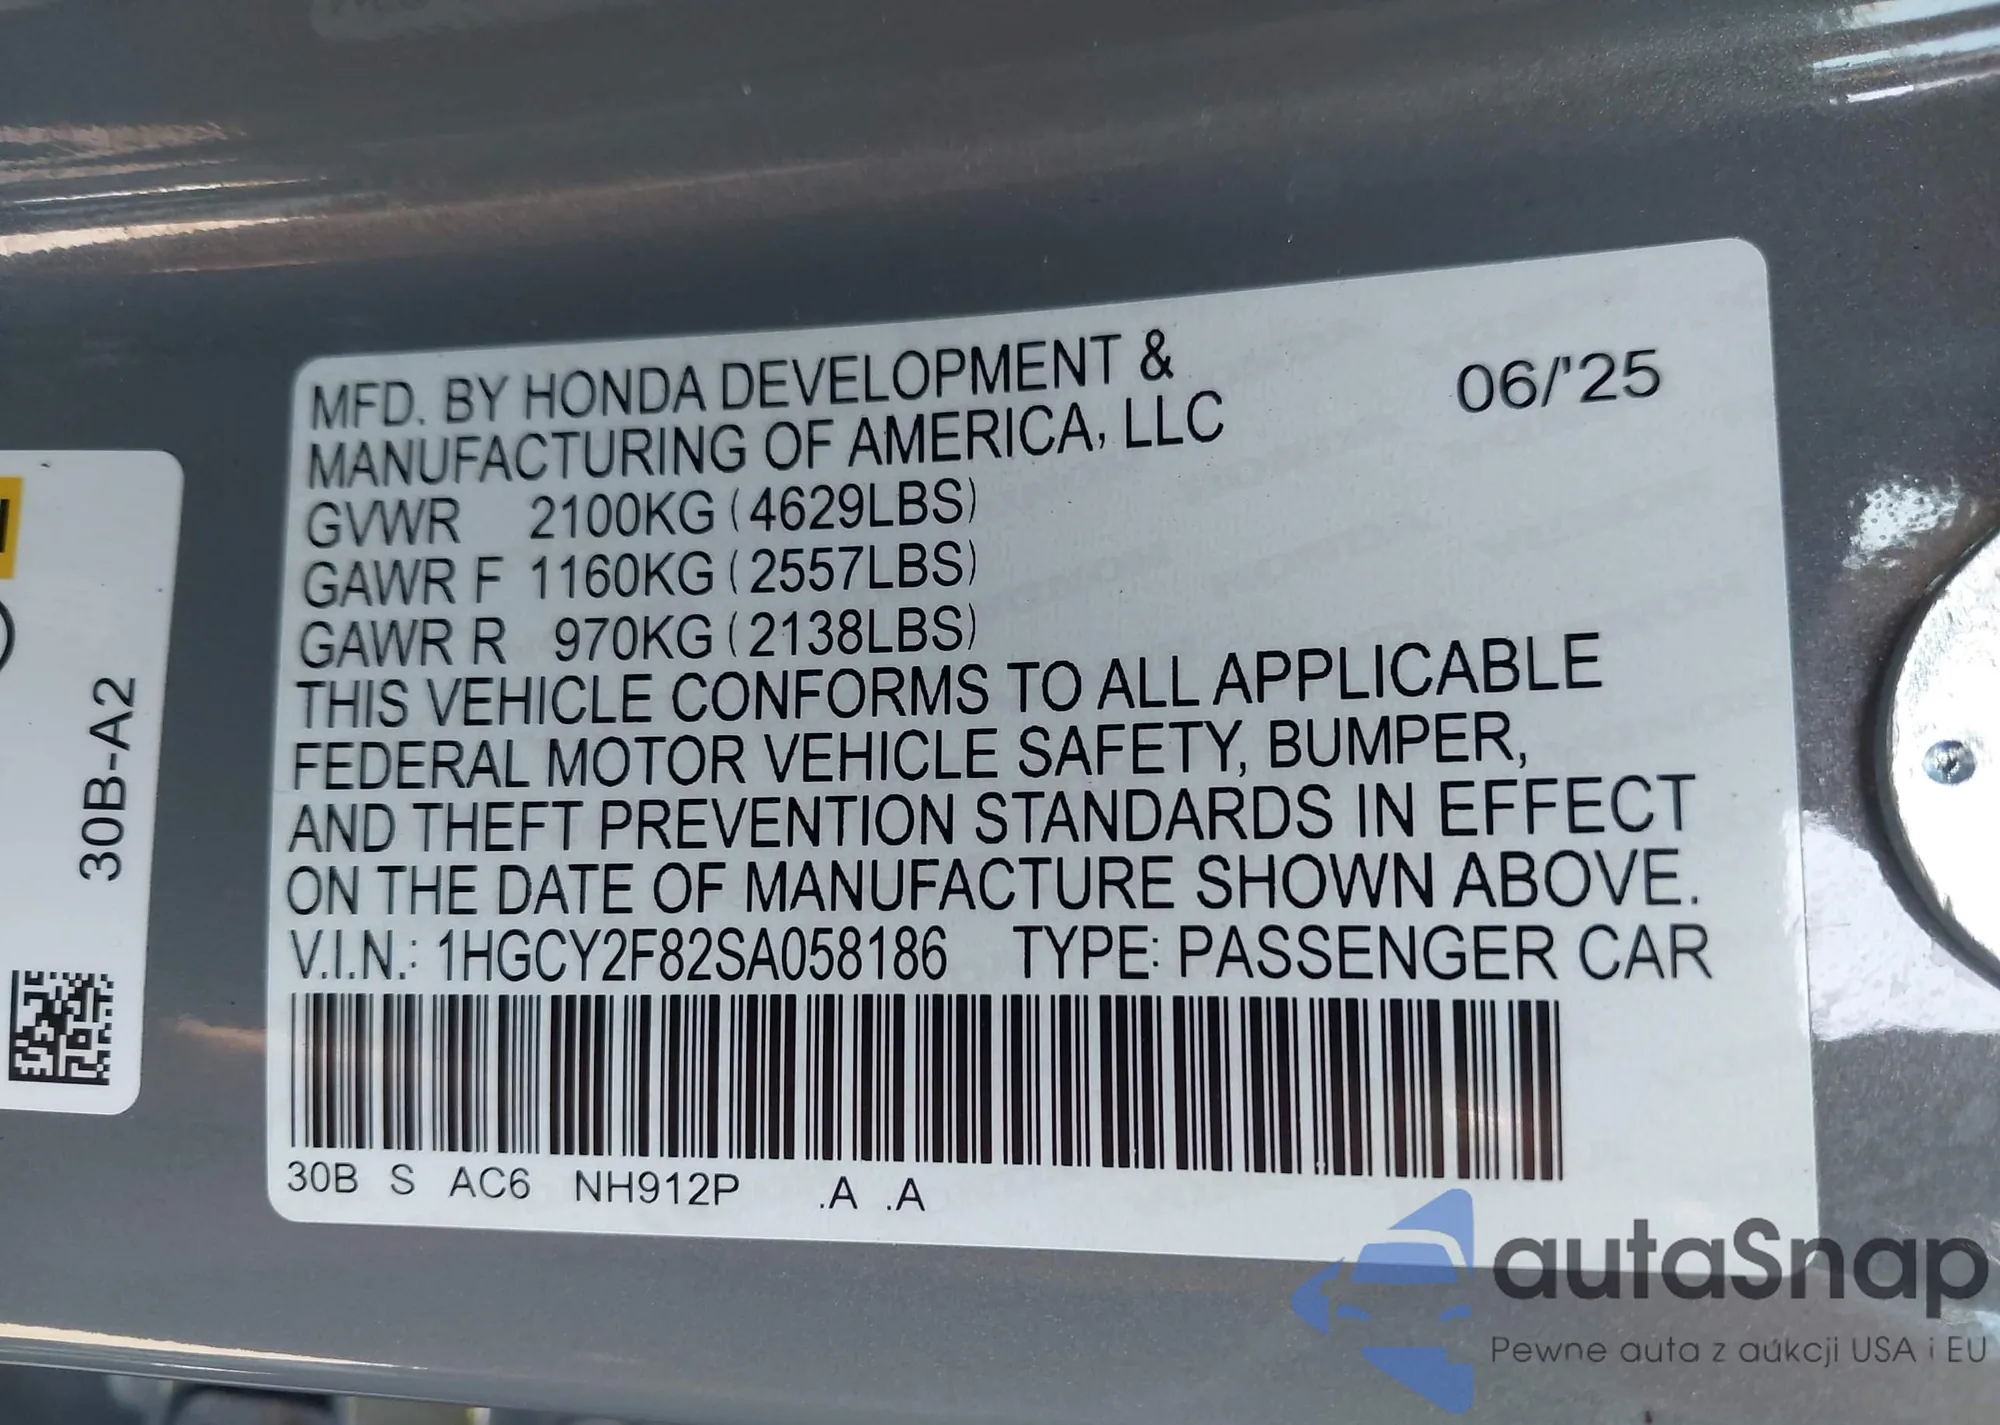 MFD. BY HONDA DEVELOPMENT &
MANUFACTURING OF AMERICA, LLC
06/'25
GVWR 2100KG (4629LBS)
GAWR F 1160KG (2557LBS)
GAWR R 970KG (2138LBS)
THIS VEHICLE CONFORMS TO ALL APPLICABLE
FEDERAL MOTOR VEHICLE SAFETY, BUMPER,
AND THEFT PREVENTION STANDARDS IN EFFECT
ON THE DATE OF MANUFACTURE SHOWN ABOVE.
V.I.N.: 1HGCY2F82SA058186 TYPE: PASSENGER CAR
30B S AC6 NH912P .A .A
30B-A2
autaSnap
Pewne auta z aukcji USA i EU